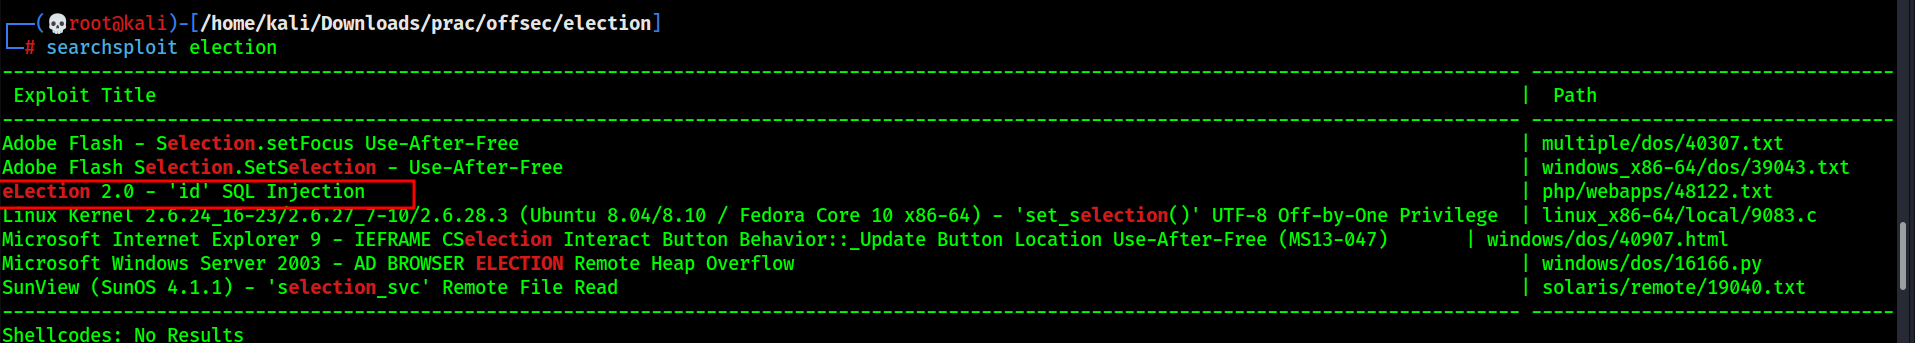 (💀root@kali)-[/home/kali/Downloads/prac/offsec/election]
# searchsploit election
---------------------------------------------------------------------------------------------------------------------------------------- ---------------------------------
Exploit Title | Path
---------------------------------------------------------------------------------------------------------------------------------------- ---------------------------------
Adobe Flash - Selection.setFocus Use-After-Free | multiple/dos/40307.txt
Adobe Flash Selection.SetSelection - Use-After-Free | windows_x86-64/dos/39043.txt
eLection 2.0 - 'id' SQL Injection | php/webapps/48122.txt
Linux Kernel 2.6.24_16-23/2.6.27_7-10/2.6.28.3 (Ubuntu 8.04/8.10 / Fedora Core 10 x86-64) - 'set_selection()' UTF-8 Off-by-One Privilege | linux_x86-64/local/9083.c
Microsoft Internet Explorer 9 - IEFRAME CSelection Interact Button Behavior::_Update Button Location Use-After-Free (MS13-047) | windows/dos/40907.html
Microsoft Windows Server 2003 - AD BROWSER ELECTION Remote Heap Overflow | windows/dos/16166.py
SunView (SunOS 4.1.1) - 'selection_svc' Remote File Read | solaris/remote/19040.txt
---------------------------------------------------------------------------------------------------------------------------------------- ---------------------------------
Shellcodes: No Results